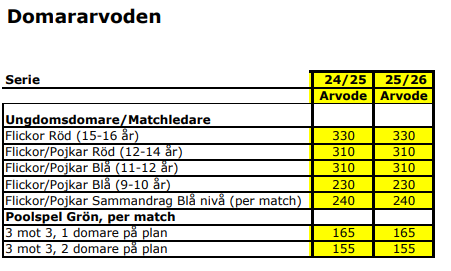 Domararvoden
Serie 24/25 25/26
Arvode Arvode
Ungdomsdomare/Matchledare
Flickor Röd (15-16 år) 330 330
Flickor/Pojkar Röd (12-14 år) 310 310
Flickor/Pojkar Blå (11-12 år) 310 310
Flickor/Pojkar Blå (9-10 år) 230 230
Flickor/Pojkar Sammandrag Blå nivå (per match) 240 240
Poolspel Grön, per match
3 mot 3, 1 domare på plan 165 165
3 mot 3, 2 domare på plan 155 155